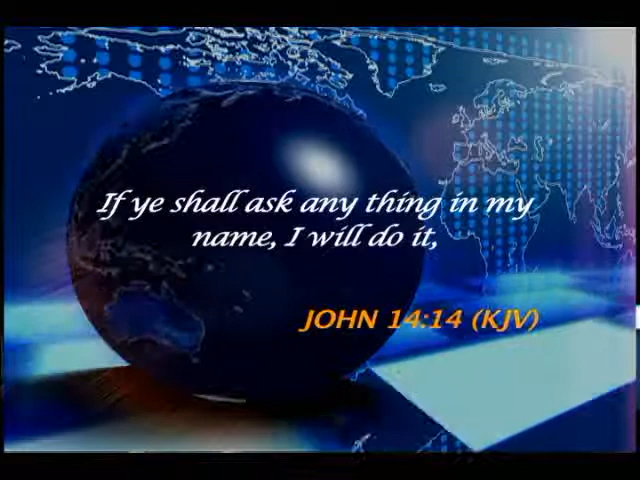 If ye shall ask any thing in my
name, I will do it,
JOHN 14:14 (KJV)